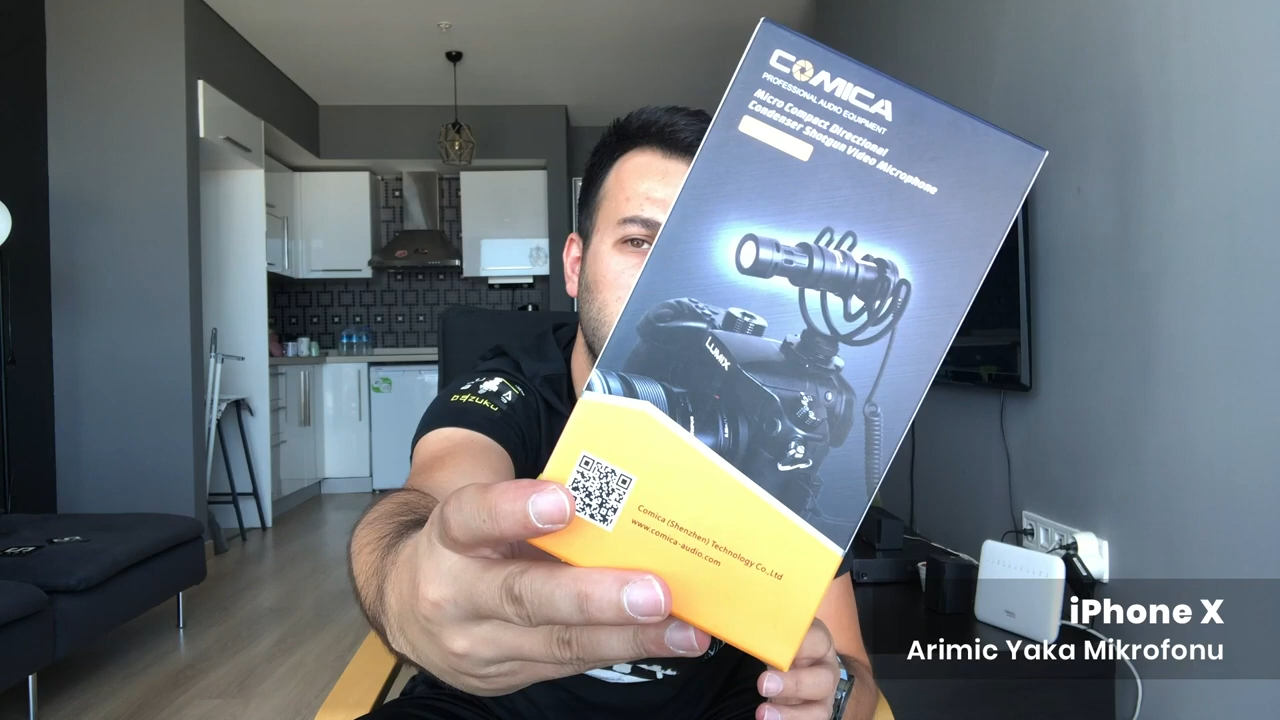 COMICA
PROFESSIONAL AUDIO EQUIPMENT
Micro Compact Directional
Condenser Shotgun Video Microphone
LUMIX
Comica (Shenzhen) Technology Co.,Ltd
www.comica-audio.com
iPhone X
Arimic Yaka Mikrofonu